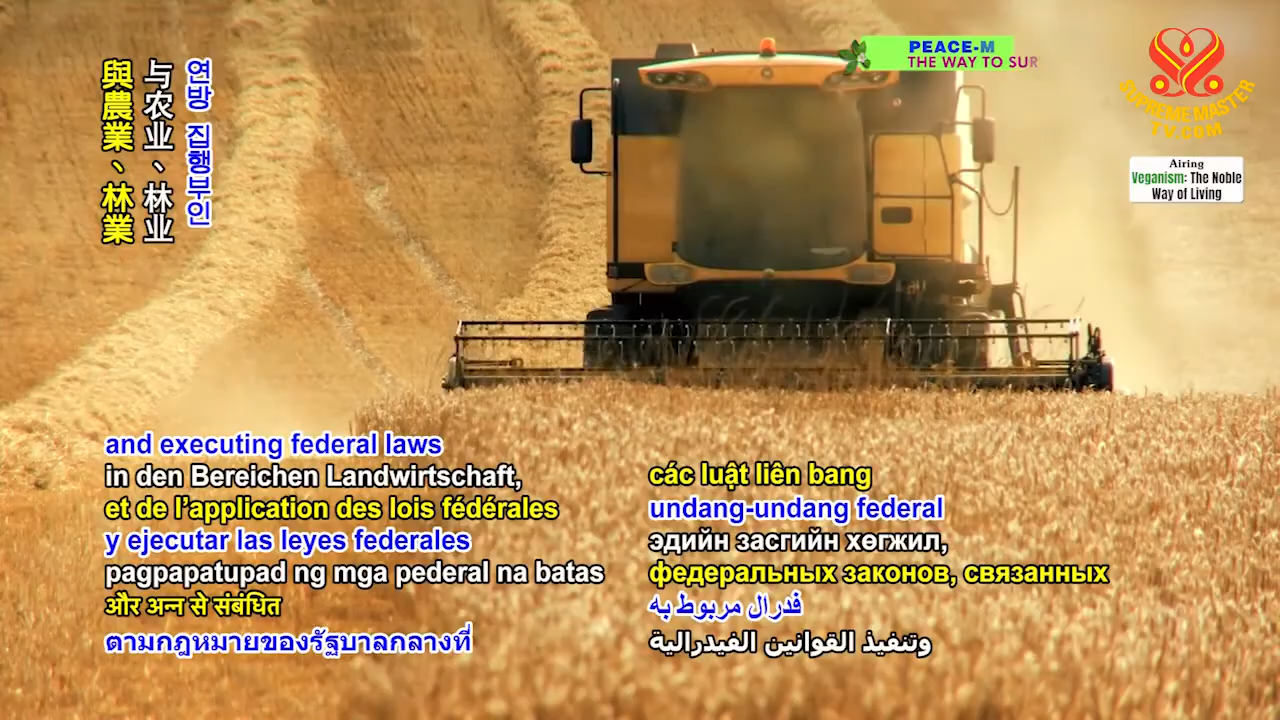 PEACE-M
THE WAY TO SUR
SUPREME MASTER
TV.COM
Airing
Veganism: The Noble
Way of Living
연방 집행부인
与农业、林业
與農業、林業
and executing federal laws
in den Bereichen Landwirtschaft,
et de l’application des lois fédérales
y ejecutar las leyes federales
pagpapatupad ng mga pederal na batas
और अन्न से संबंधित
ตามกฎหมายของรัฐบาลกลางที่
các luật liên bang
undang-undang federal
эдийн засгийн хөгжил,
федеральных законов, связанных
فدرال مربوط به
وتنفيذ القوانين الفيدرالية